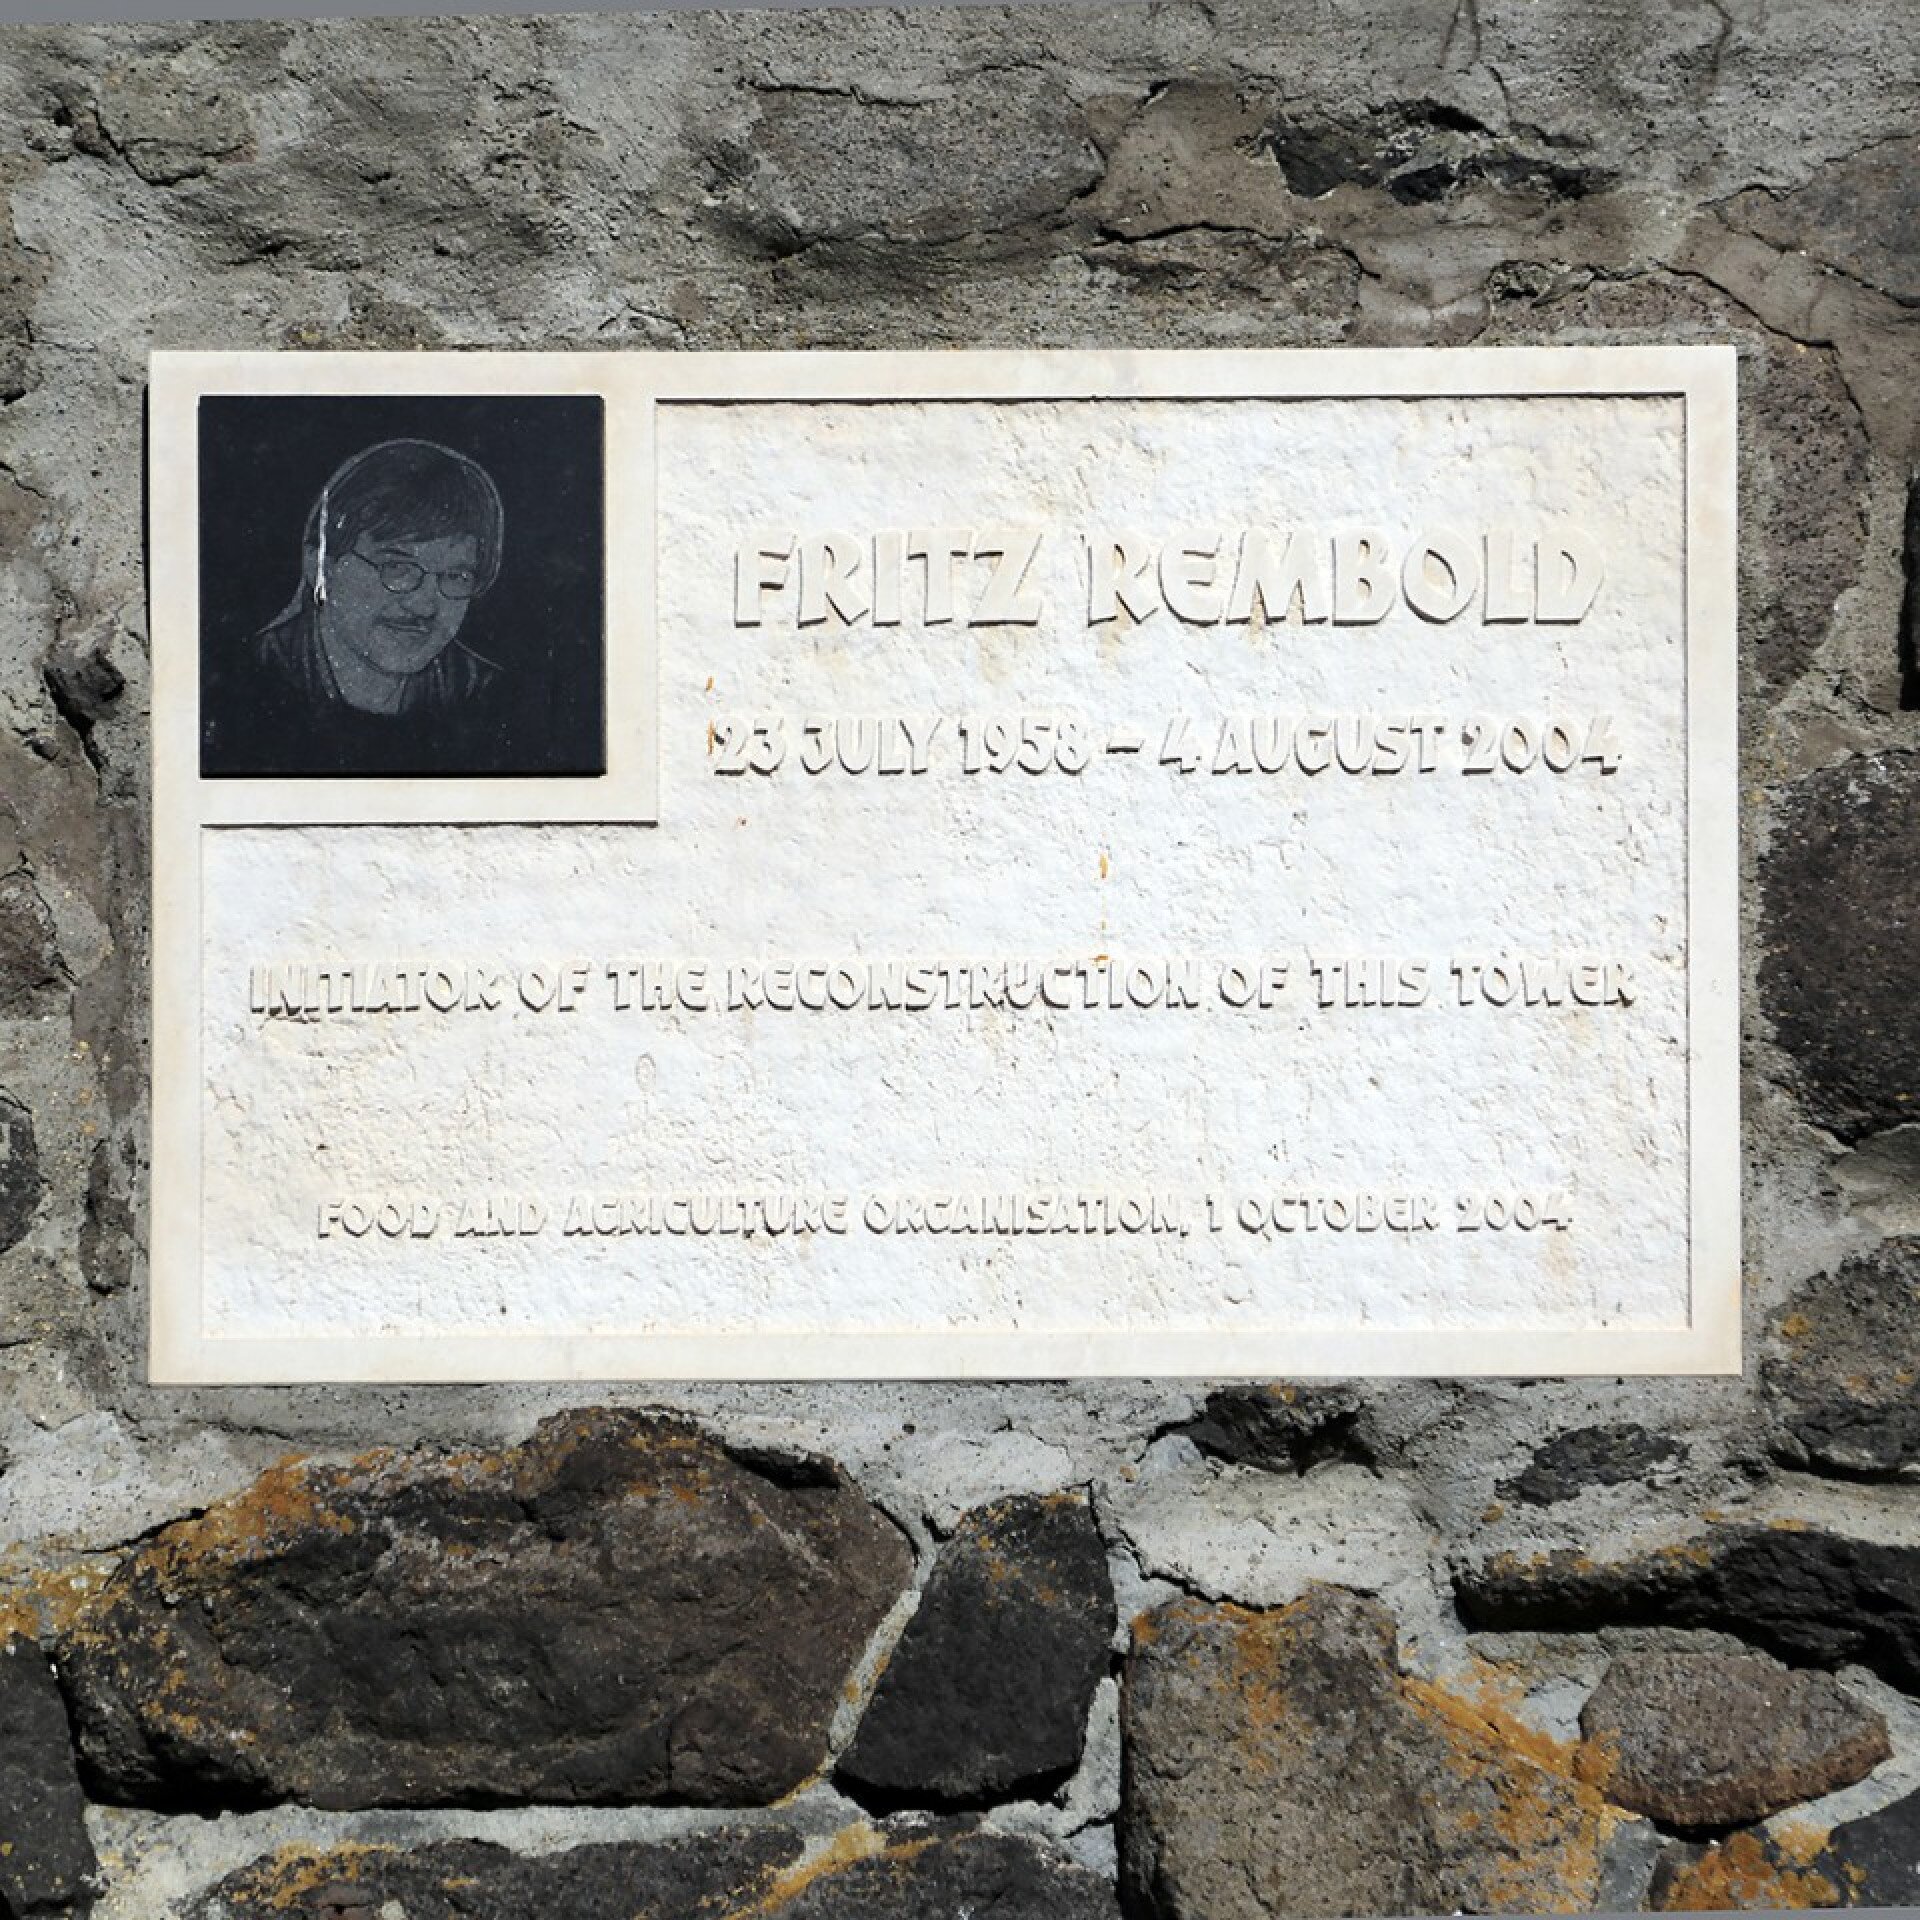 FRITZ REMBOLD
23 JULY 1958 – 4 AUGUST 2004
INITIATOR OF THE RECONSTRUCTION OF THIS TOWER
FOOD AND AGRICULTURE ORGANISATION, 1 OCTOBER 2004